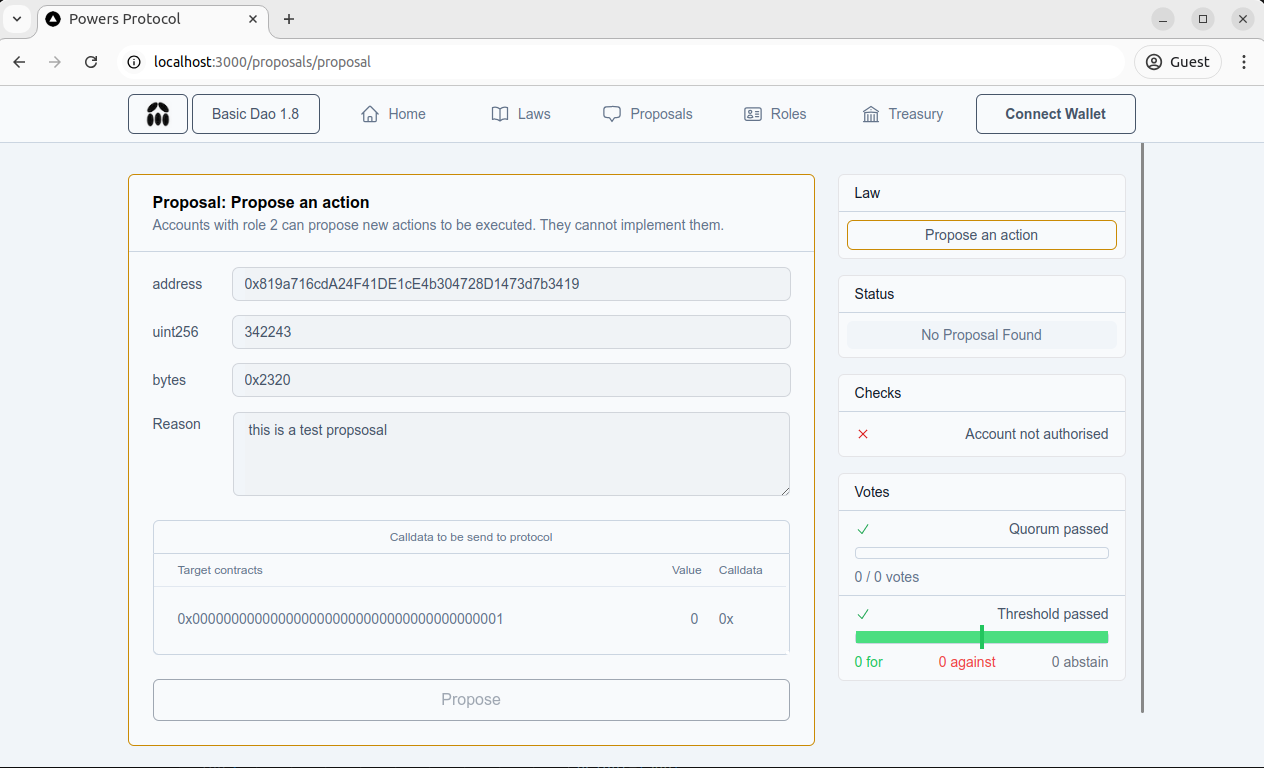 Powers Protocol
localhost:3000/proposals/proposal
Guest
Basic Dao 1.8
Home
Laws
Proposals
Roles
Treasury
Connect Wallet
Proposal: Propose an action
Accounts with role 2 can propose new actions to be executed. They cannot implement them.
address
0x819a716cdA24F41DE1cE4b304728D1473d7b3419
uint256
342243
bytes
0x2320
Reason
this is a test propsosal
Calldata to be send to protocol
Target contracts Value Calldata
0x0000000000000000000000000000000000000001 0 0x
Propose
Law
Propose an action
Status
No Proposal Found
Checks
Account not authorised
Votes
Quorum passed
0 / 0 votes
Threshold passed
0 for 0 against 0 abstain